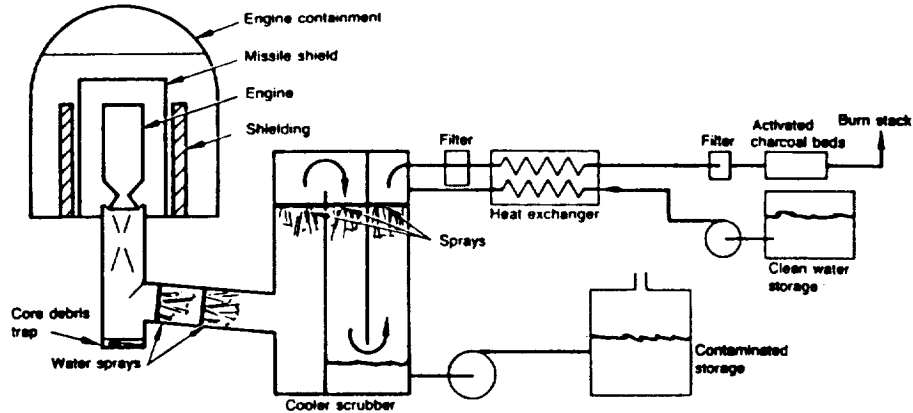 Engine containment
Missile shield
Engine
Shielding
Filter
Filter
Activated
charcoal beds
Burn stack
Heat exchanger
Sprays
Clean water
storage
Core debris
trap
Water sprays
Cooler scrubber
Contaminated
storage